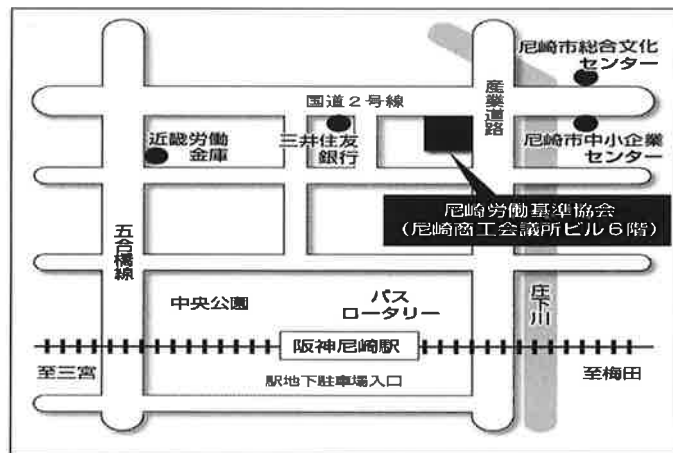 尼崎市総合文化
センター
国道2号線
産業道路
近畿労働
金庫
三井住友
銀行
尼崎市中小企業
センター
尼崎労働基準協会
(尼崎商工会議所ビル6階)
五合橋線
中央公園
バス
ロータリー
庄下川
阪神尼崎駅
至三宮
駅地下駐車場入口
至梅田